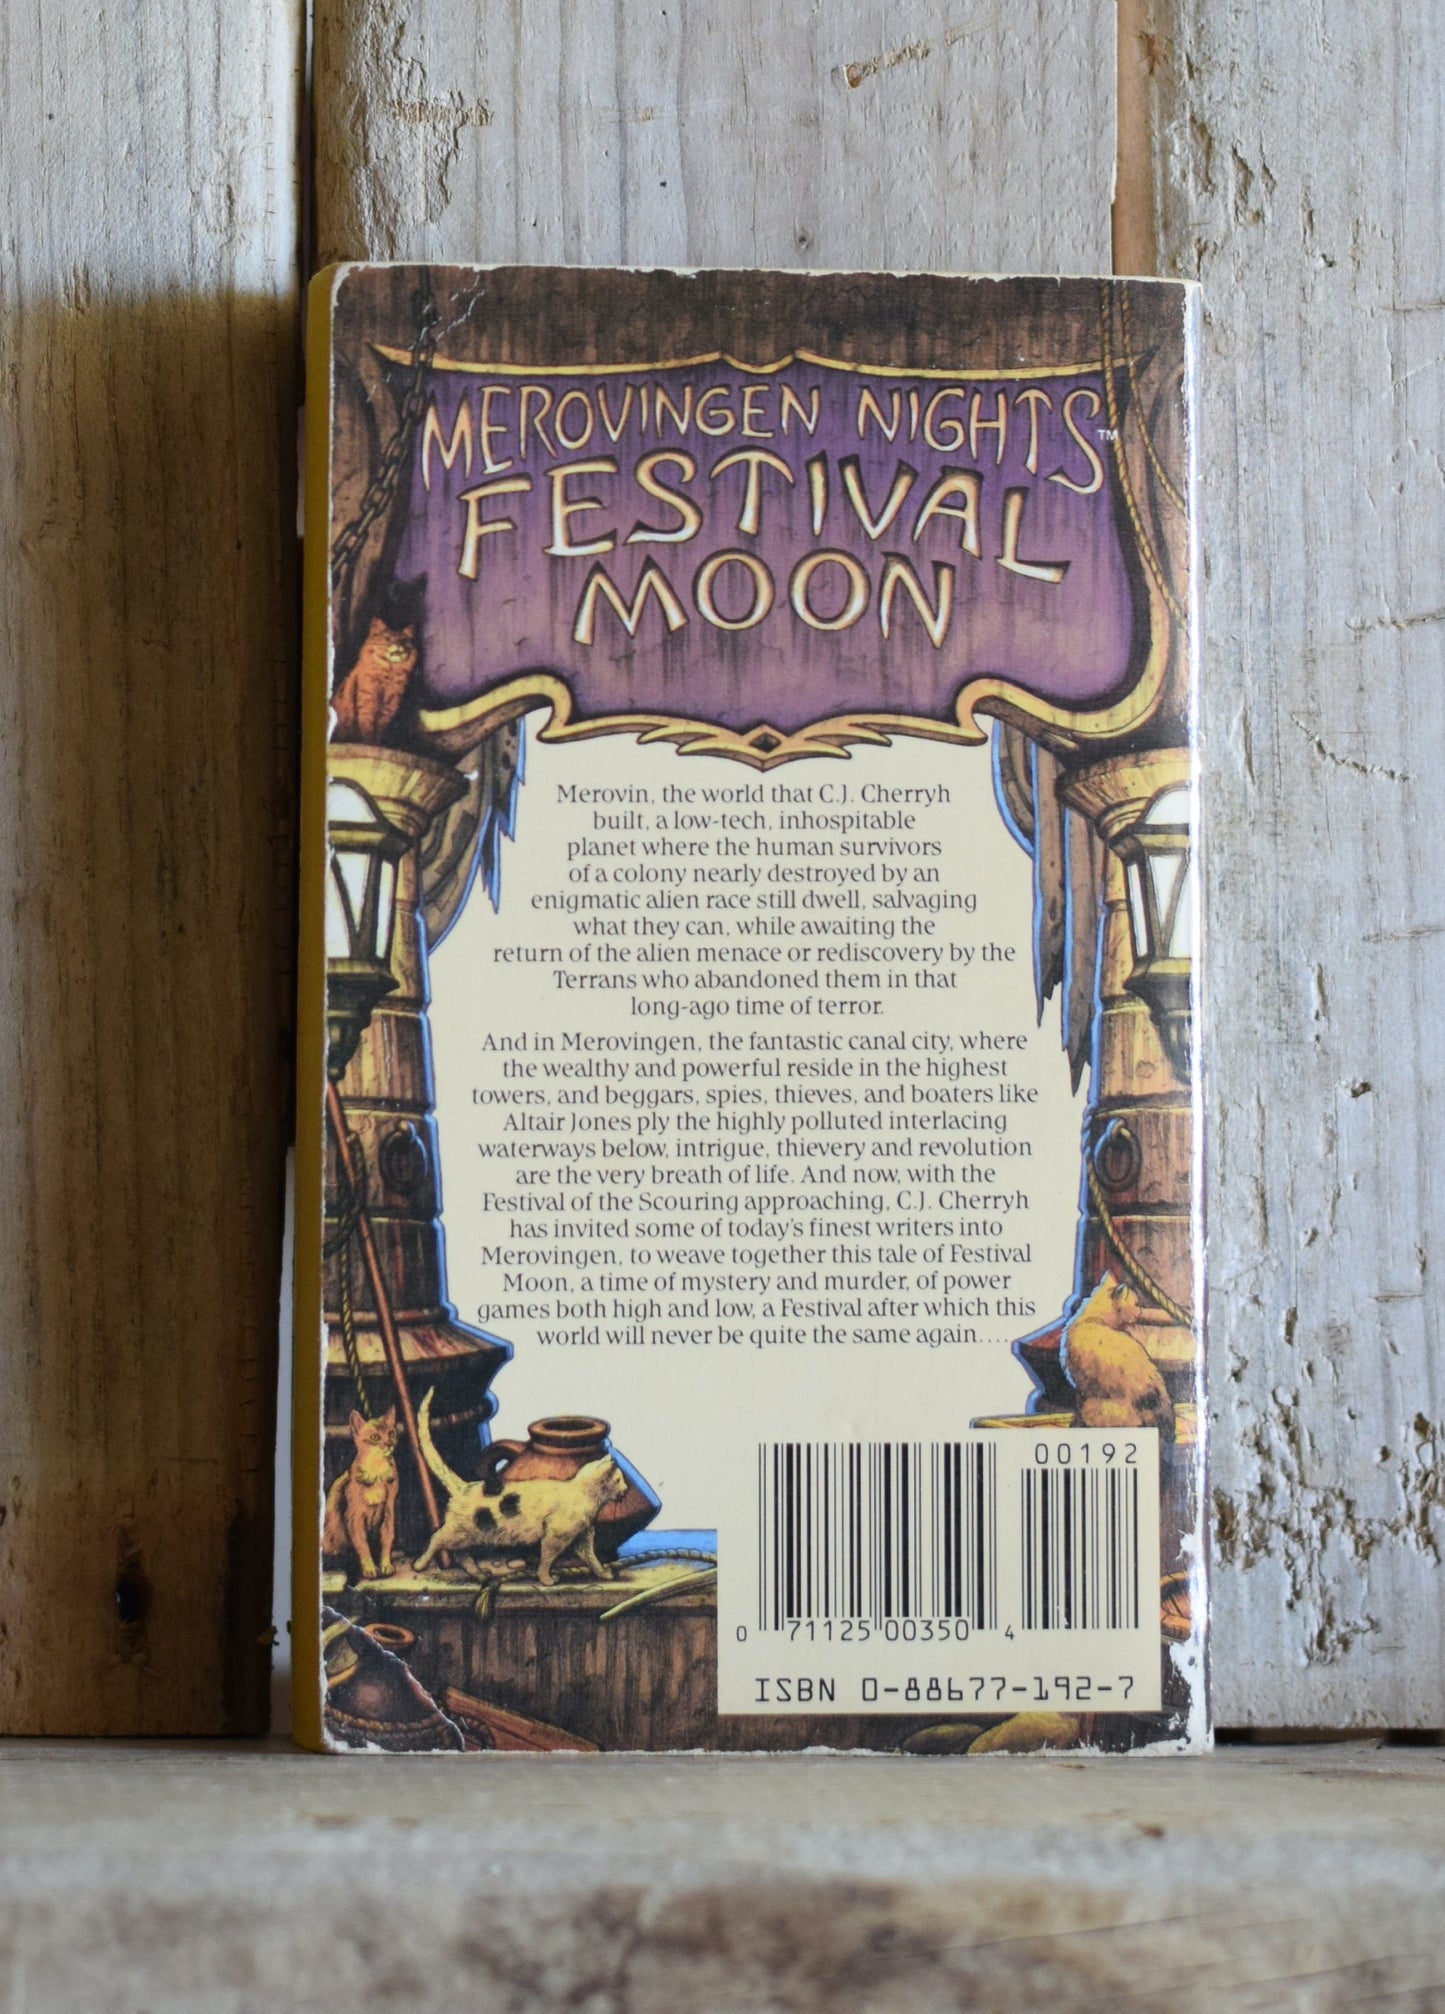 MEROVINGEN NIGHTS™
FESTIVAL
MOON
Merovin, the world that C.J. Cherryh
built, a low-tech, inhospitable
planet where the human survivors
of a colony nearly destroyed by an
enigmatic alien race still dwell, salvaging
what they can, while awaiting the
return of the alien menace or rediscovery by the
Terrans who abandoned them in that
long-ago time of terror.
And in Merovingen, the fantastic canal city, where
the wealthy and powerful reside in the highest
towers, and beggars, spies, thieves, and boaters like
Altair Jones ply the highly polluted interlacing
waterways below, intrigue, thievery and revolution
are the very breath of life. And now, with the
Festival of the Scouring approaching, C.J. Cherryh
has invited some of today's finest writers into
Merovingen, to weave together this tale of Festival
Moon, a time of mystery and murder, of power
games both high and low, a Festival after which this
world will never be quite the same again....
00192
0 71125 00350 4
ISBN 0-88677-192-7